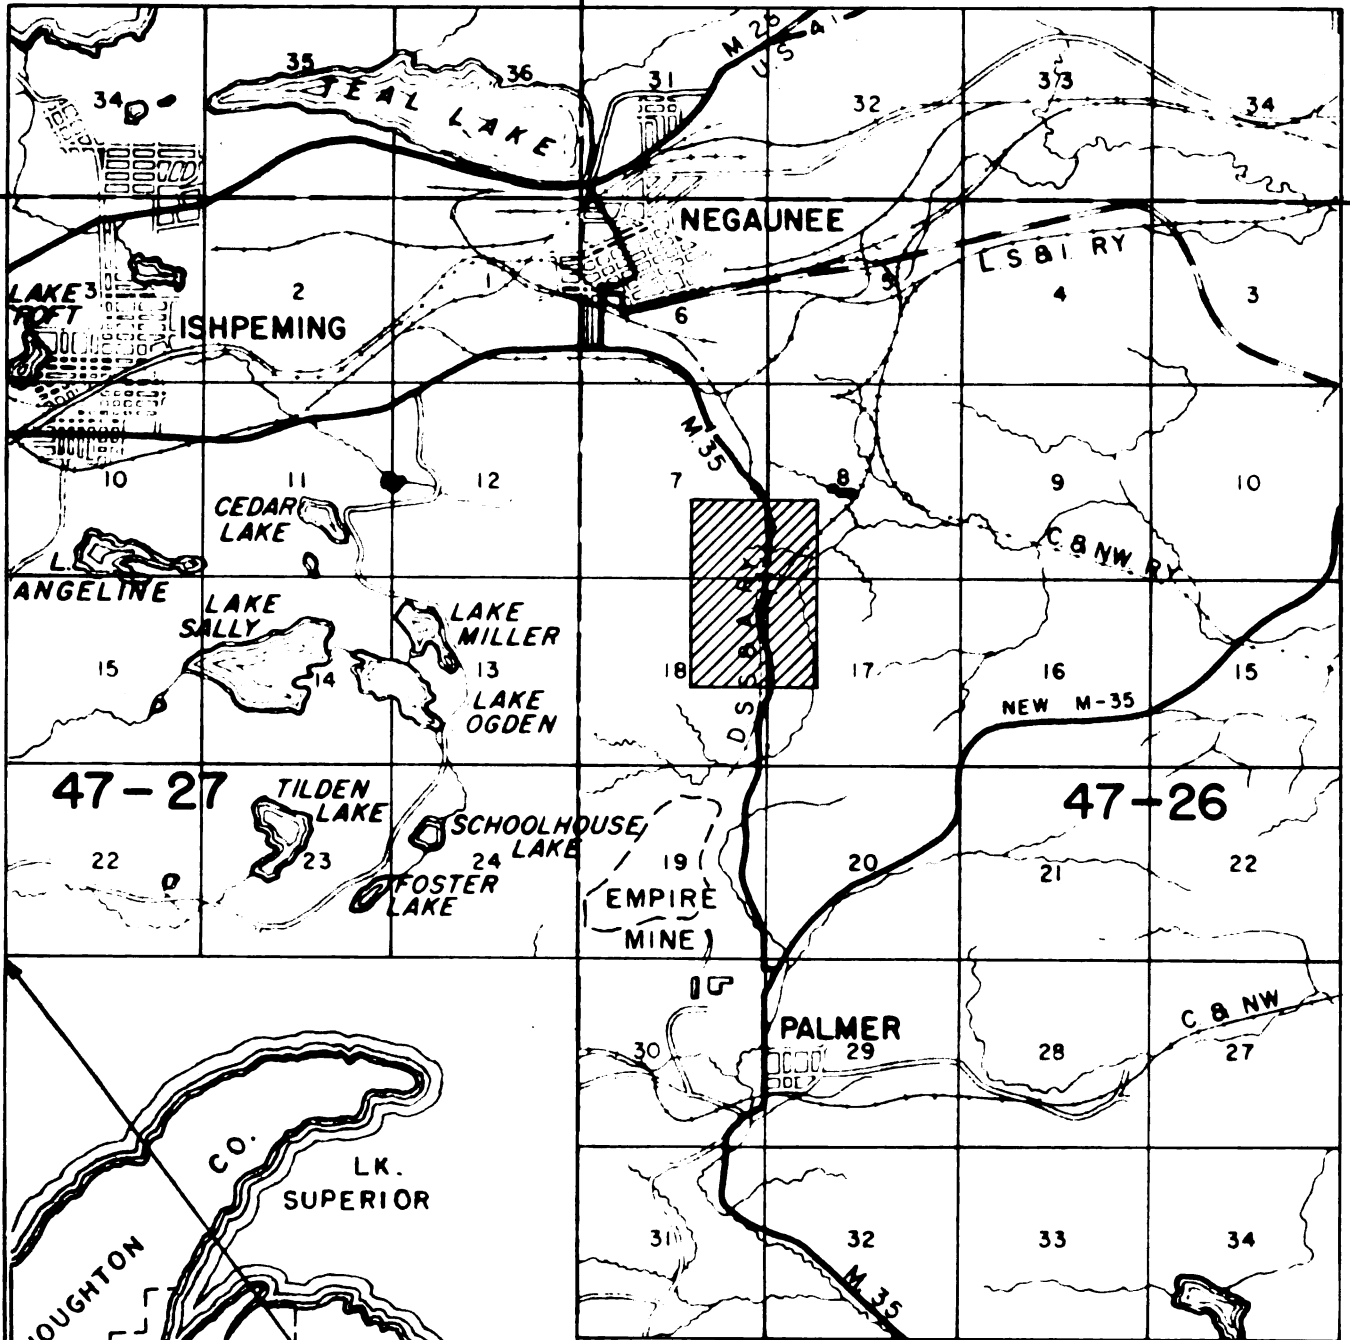 M 28
U.S 41
35
36
31
33
34
32
34
TEAL LAKE
NEGAUNEE
L S & I RY
LAKE
3
2
1
5
4
3
ISHPEMING
6
M 35
10
11
12
7
8
9
10
CEDAR
LAKE
C & NW RY
L.
ANGELINE
LAKE
SALLY
LAKE
MILLER
D S S & A RY
15
14
13
18
17
16
15
LAKE
OGDEN
NEW M-35
47-27
TILDEN
LAKE
47-26
SCHOOLHOUSE
LAKE
22
23
24
19
20
21
22
FOSTER
LAKE
EMPIRE
MINE
C & NW
PALMER
30
29
28
27
CO.
LK.
SUPERIOR
31
32
33
34
HOUGHTON
M 35